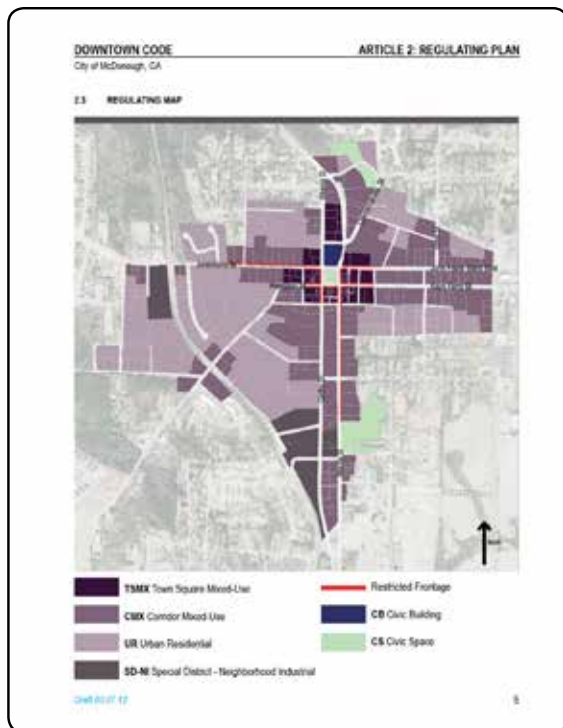 DOWNTOWN CODE ARTICLE 2: REGULATING PLAN
City of McDonough, GA
2.3 REGULATING MAP
TSMX Town Square Mixed-Use Restricted Frontage
CMX Corridor Mixed-Use CB Civic Building
UR Urban Residential CS Civic Space
SD-NI Special District - Neighborhood Industrial
Draft